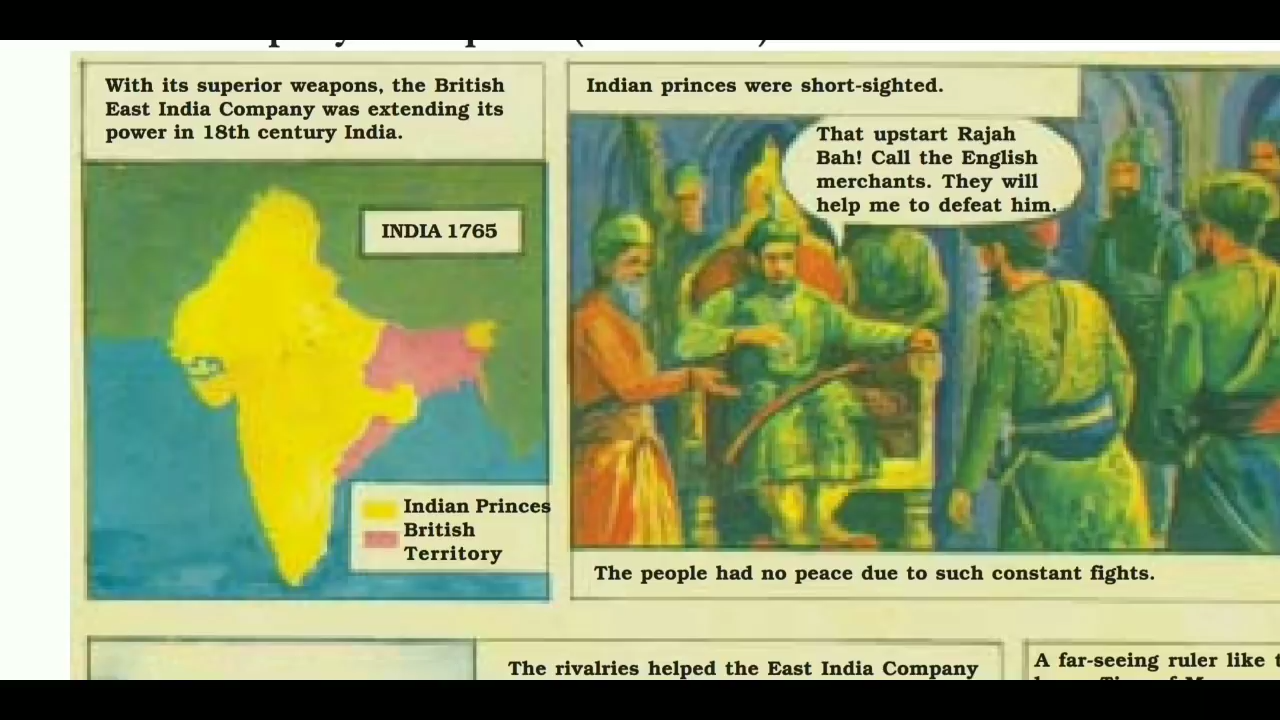 With its superior weapons, the British
East India Company was extending its
power in 18th century India.
INDIA 1765
Indian Princes
British
Territory
Indian princes were short-sighted.
That upstart Rajah
Bah! Call the English
merchants. They will
help me to defeat him.
The people had no peace due to such constant fights.
The rivalries helped the East India Company
A far-seeing ruler like